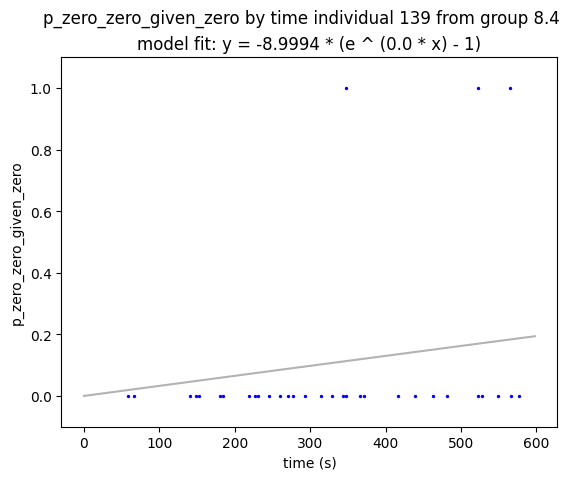 p_zero_zero_given_zero by time individual 139 from group 8.4
model fit: y = -8.9994 * (e ^ (0.0 * x) - 1)
1.0
0.8
0.6
0.4
0.2
0.0
p_zero_zero_given_zero
0 100 200 300 400 500 600
time (s)